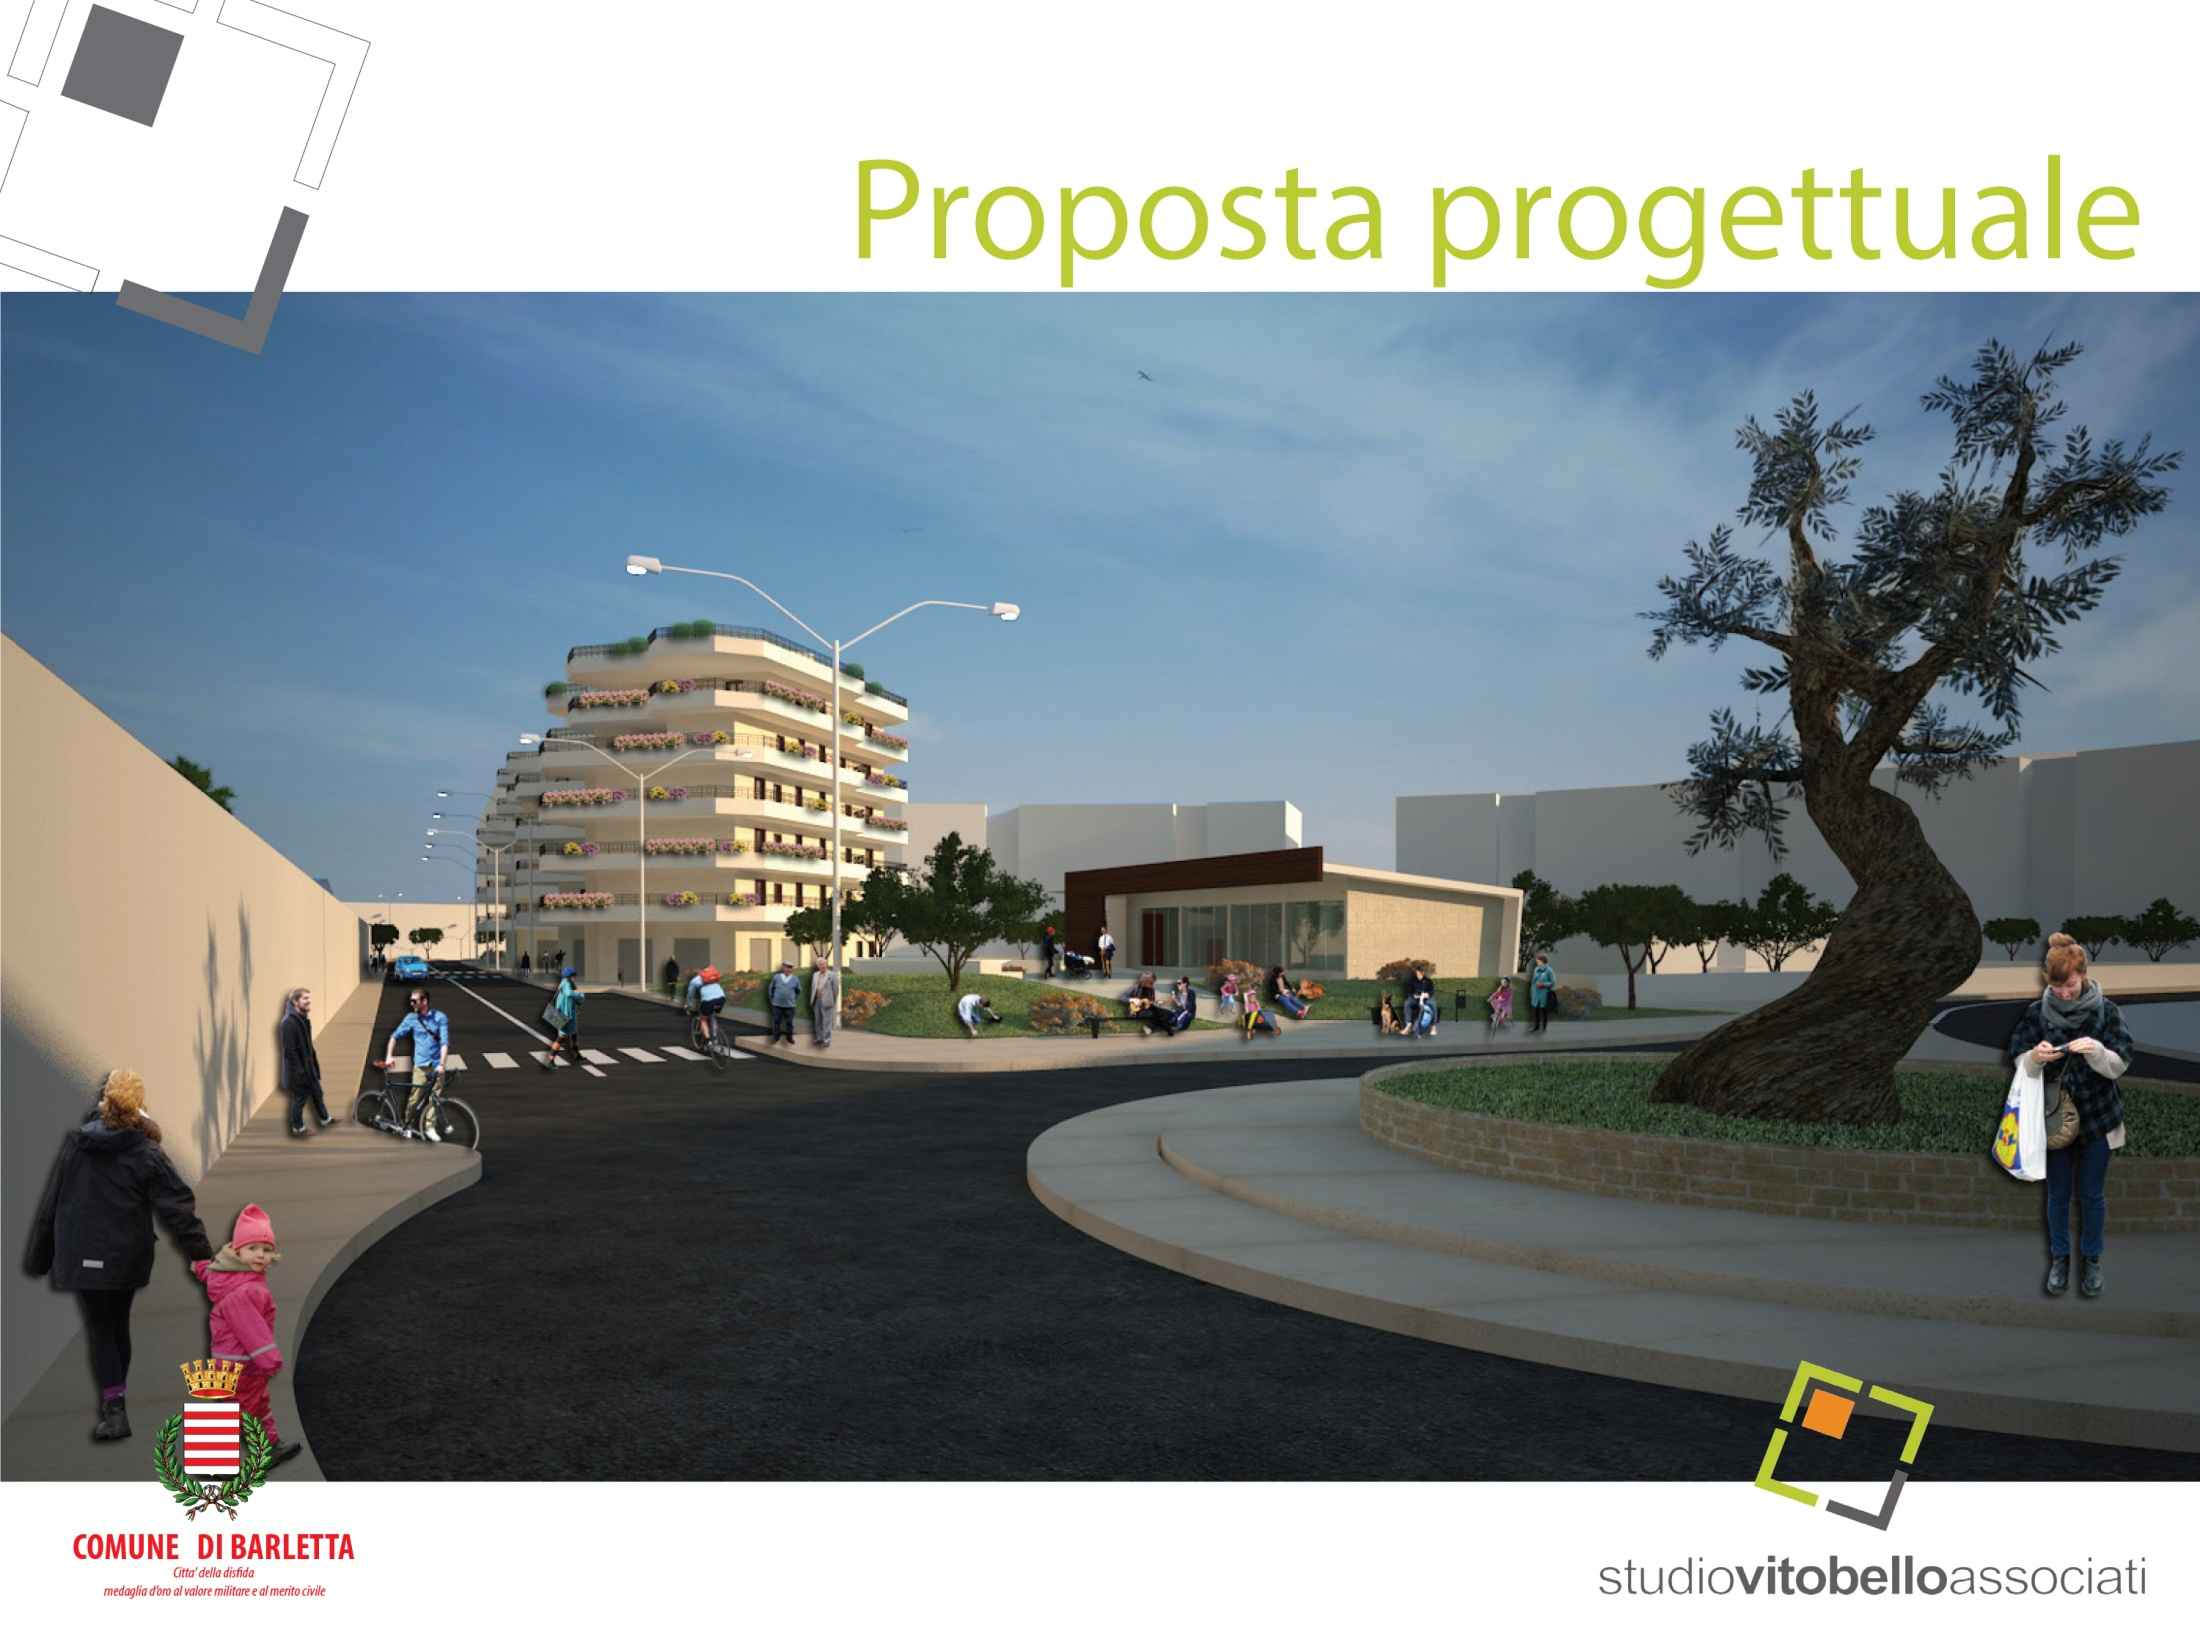 Proposta progettuale
COMUNE DI BARLETTA
Citta' della disfida
medaglia d'oro al valore militare e al merito civile
studiovitobelloassociati